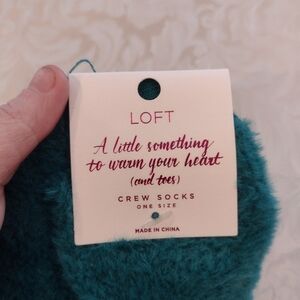 LOFT
A little something
to warm your heart
(and toes)
CREW SOCKS
ONE SIZE
MADE IN CHINA